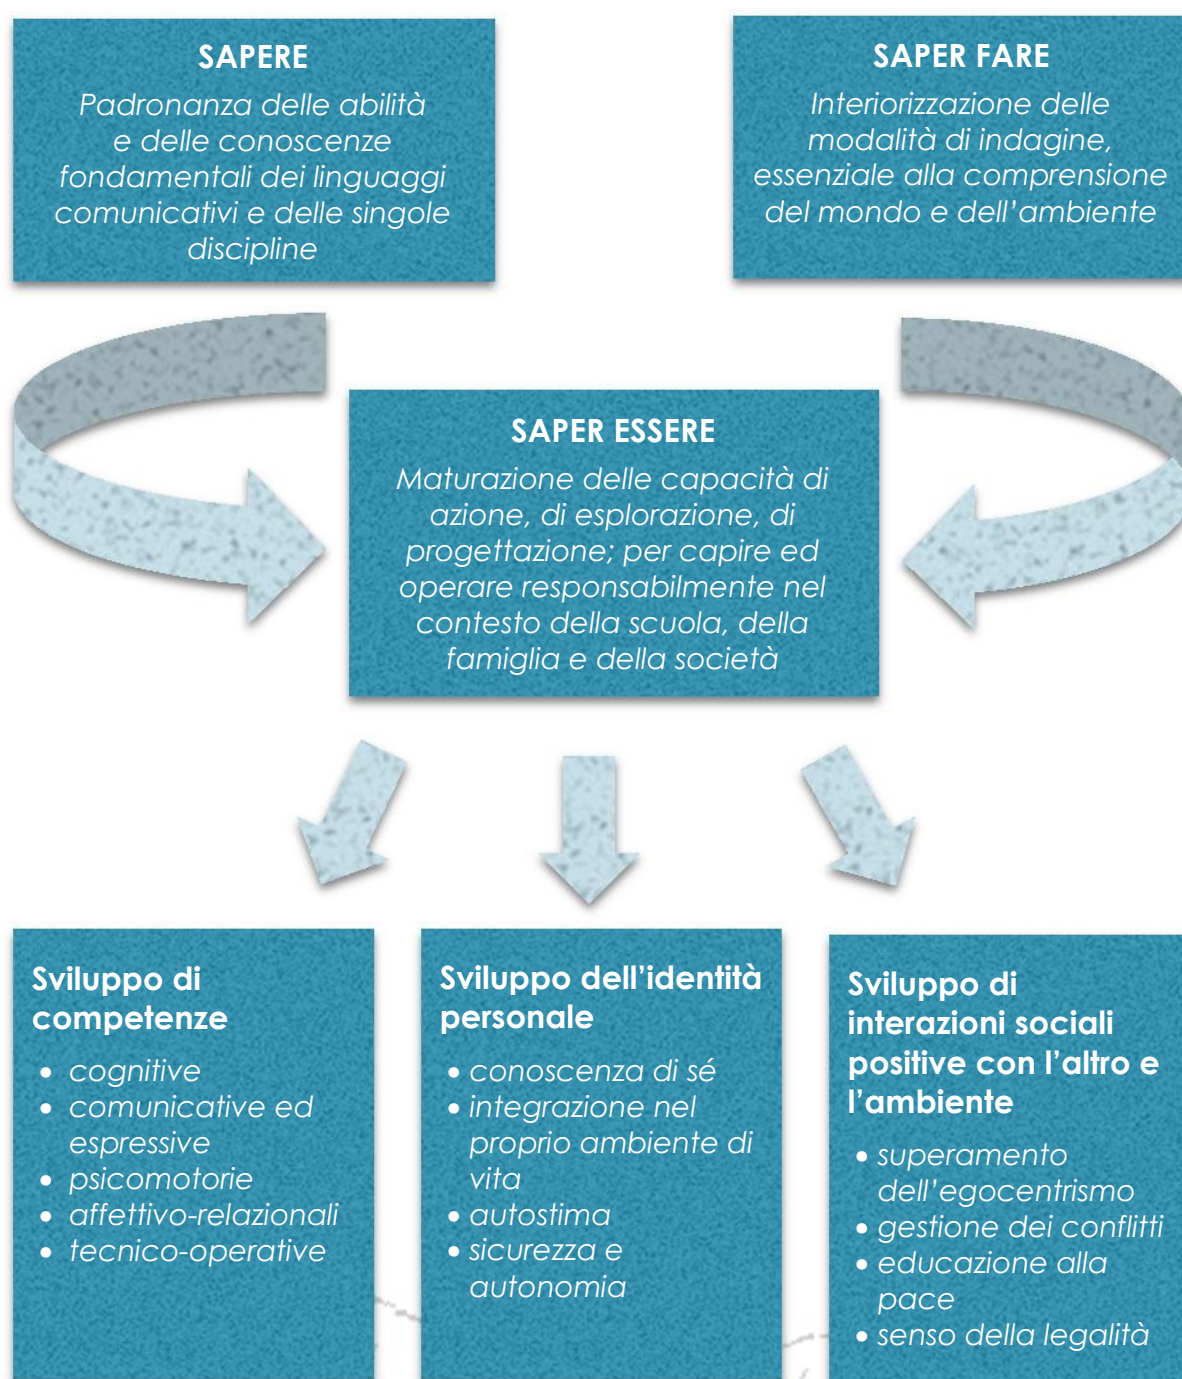 SAPERE
Padronanza delle abilità
e delle conoscenze
fondamentali dei linguaggi
comunicativi e delle singole
discipline
SAPER FARE
Interiorizzazione delle
modalità di indagine,
essenziale alla comprensione
del mondo e dell’ambiente
SAPER ESSERE
Maturazione delle capacità di
azione, di esplorazione, di
progettazione; per capire ed
operare responsabilmente nel
contesto della scuola, della
famiglia e della società
Sviluppo di
competenze
• cognitive
• comunicative ed
espressive
• psicomotorie
• affettivo-relazionali
• tecnico-operative
Sviluppo dell’identità
personale
• conoscenza di sé
• integrazione nel
proprio ambiente di
vita
• autostima
• sicurezza e
autonomia
Sviluppo di
interazioni sociali
positive con l’altro e
l’ambiente
• superamento
dell’egocentrismo
• gestione dei conflitti
• educazione alla
pace
• senso della legalità